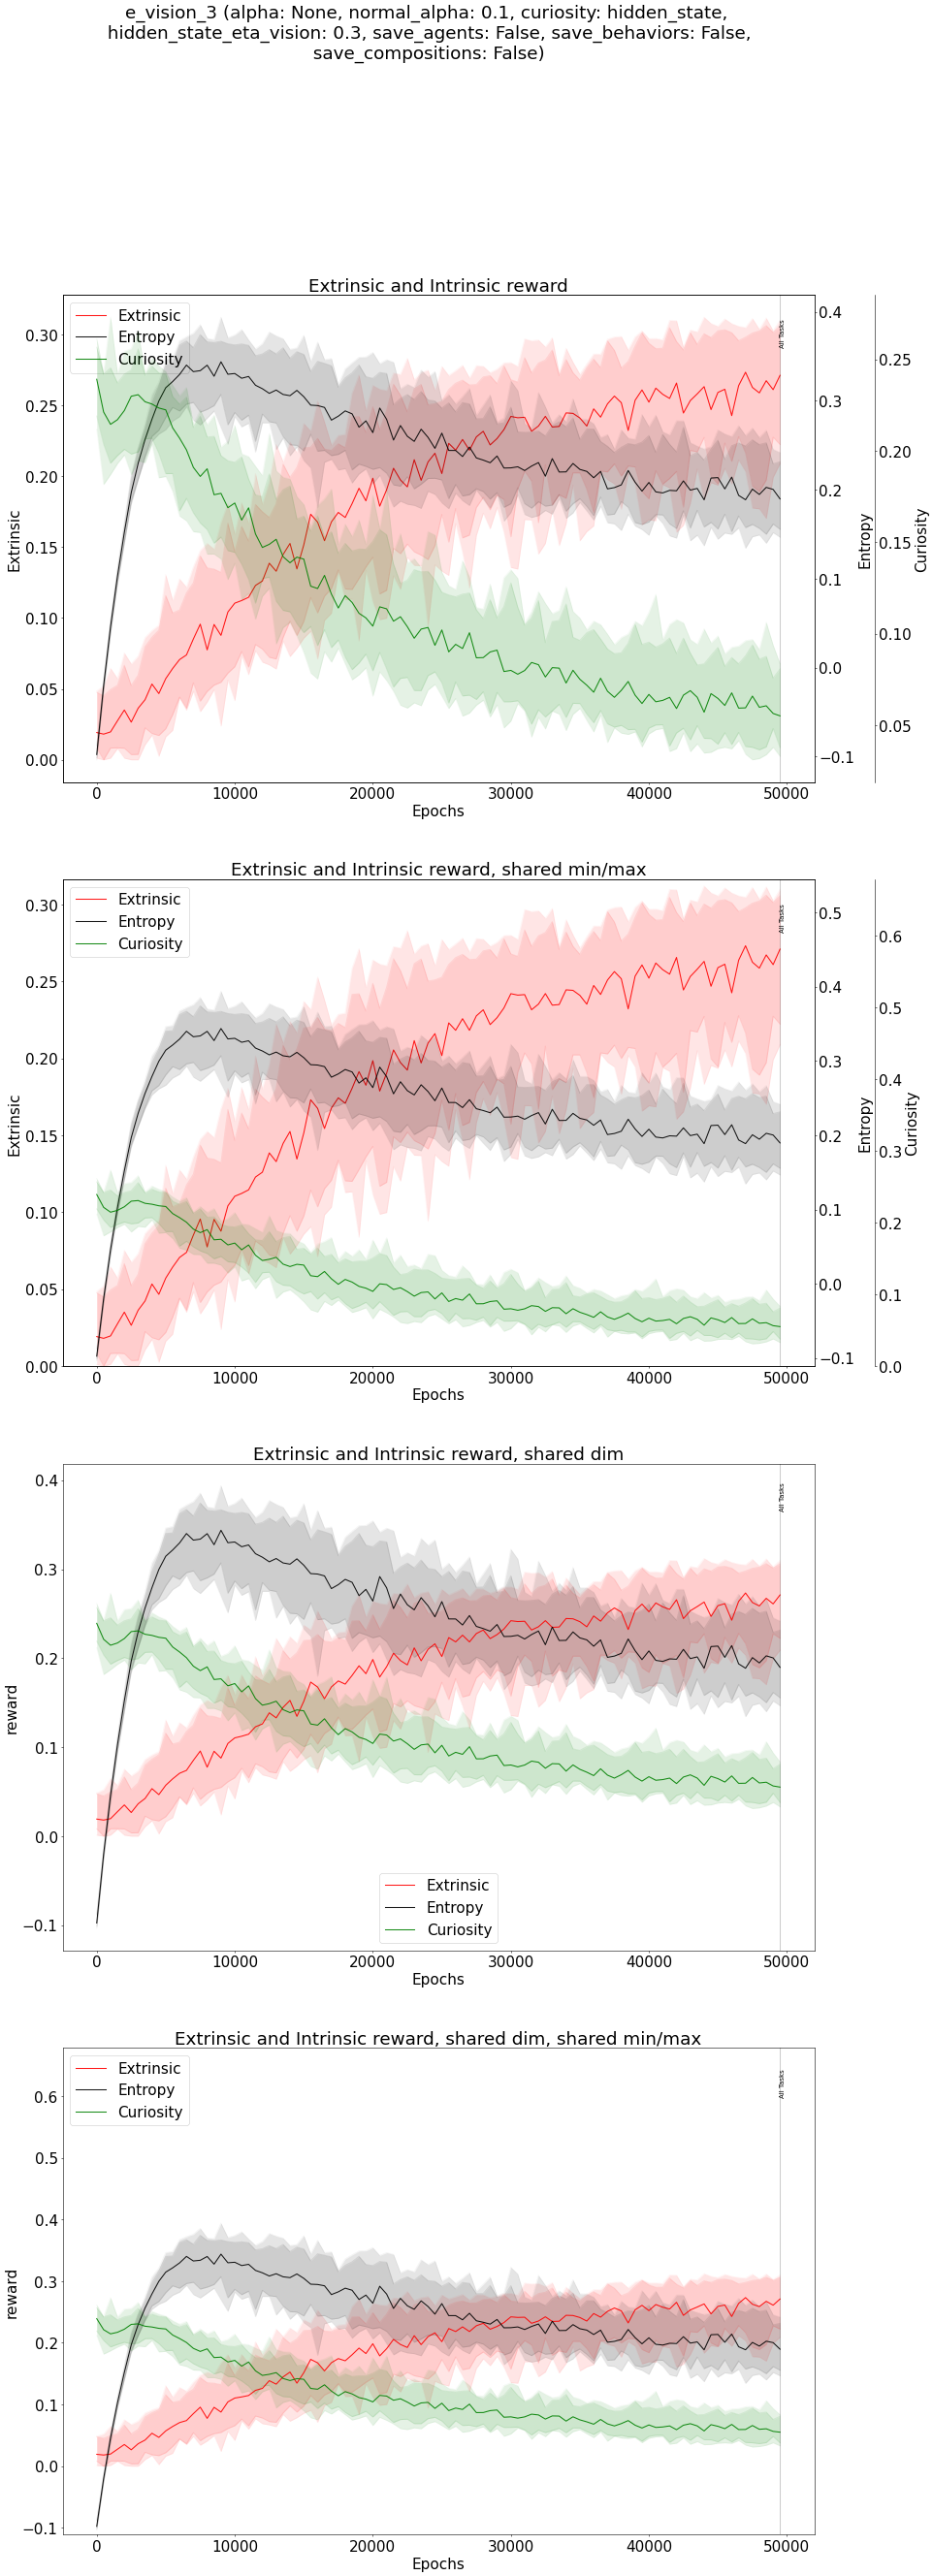 e_vision_3 (alpha: None, normal_alpha: 0.1, curiosity: hidden_state,
hidden_state_eta_vision: 0.3, save_agents: False, save_behaviors: False,
save_compositions: False)
Extrinsic and Intrinsic reward
Extrinsic
Entropy
Curiosity
All Tasks
0.30
0.25
0.20
0.15
0.10
0.05
0.00
Extrinsic
0.4
0.3
0.2
0.1
0.0
−0.1
Entropy
0.25
0.20
0.15
0.10
0.05
Curiosity
0 10000 20000 30000 40000 50000
Epochs
Extrinsic and Intrinsic reward, shared min/max
Extrinsic
Entropy
Curiosity
All Tasks
0.30
0.25
0.20
0.15
0.10
0.05
0.00
Extrinsic
0.5
0.4
0.3
0.2
0.1
0.0
−0.1
Entropy
0.6
0.5
0.4
0.3
0.2
0.1
0.0
Curiosity
0 10000 20000 30000 40000 50000
Epochs
Extrinsic and Intrinsic reward, shared dim
All Tasks
0.4
0.3
0.2
0.1
0.0
−0.1
reward
Extrinsic
Entropy
Curiosity
0 10000 20000 30000 40000 50000
Epochs
Extrinsic and Intrinsic reward, shared dim, shared min/max
Extrinsic
Entropy
Curiosity
All Tasks
0.6
0.5
0.4
0.3
0.2
0.1
0.0
−0.1
reward
0 10000 20000 30000 40000 50000
Epochs